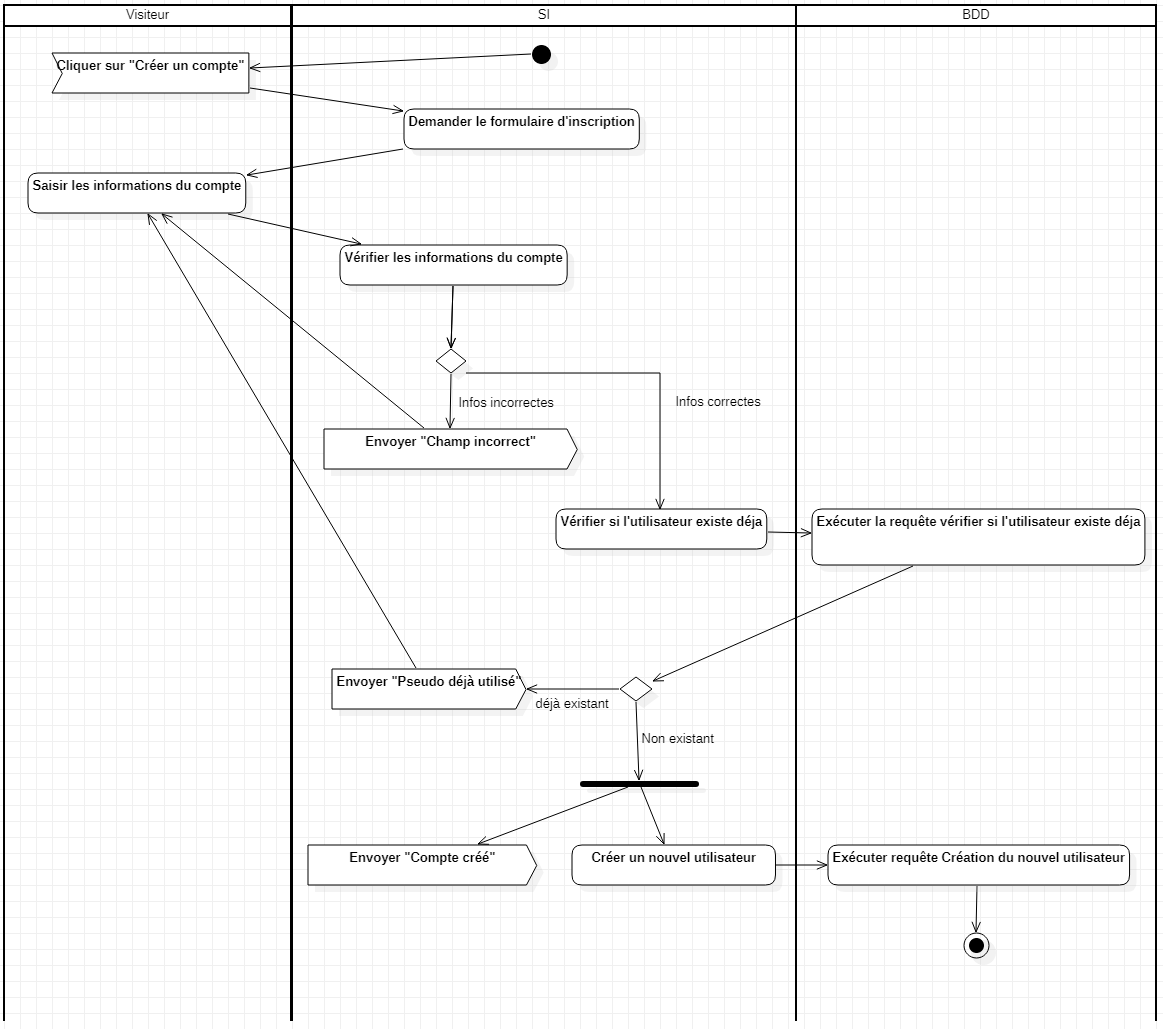 Visiteur
SI
BDD
Cliquer sur "Créer un compte"
Demander le formulaire d'inscription
Saisir les informations du compte
Vérifier les informations du compte
Infos incorrectes
Infos correctes
Envoyer "Champ incorrect"
Vérifier si l'utilisateur existe déja
Exécuter la requête vérifier si l'utilisateur existe déja
Envoyer "Pseudo déjà utilisé"
déjà existant
Non existant
Envoyer "Compte créé"
Créer un nouvel utilisateur
Exécuter requête Création du nouvel utilisateur